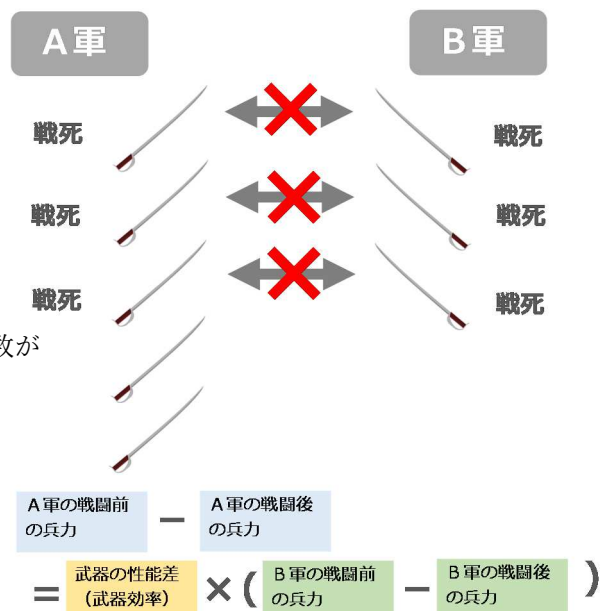 A軍
B軍
戦死
戦死
戦死
戦死
戦死
戦死
数が
A軍の戦闘前
の兵力
−
A軍の戦闘後
の兵力
=
武器の性能差
(武器効率)
×(
B軍の戦闘前
の兵力
−
B軍の戦闘後
の兵力
)